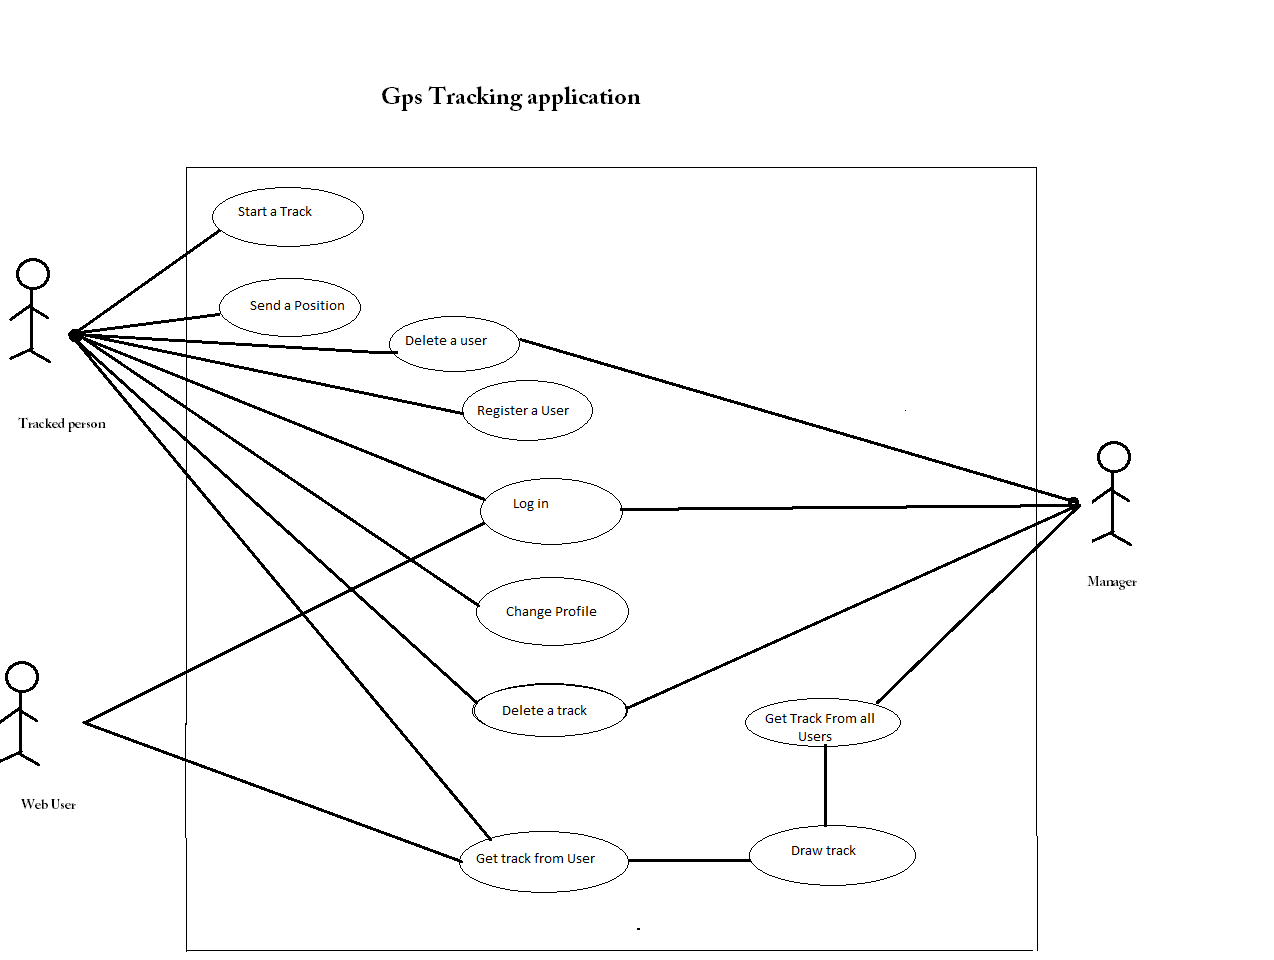 Gps Tracking application
Start a Track
Send a Position
Delete a user
Register a User
Tracked person
Log in
Manager
Change Profile
Delete a track
Get Track From all
Users
Web User
Get track from User
Draw track